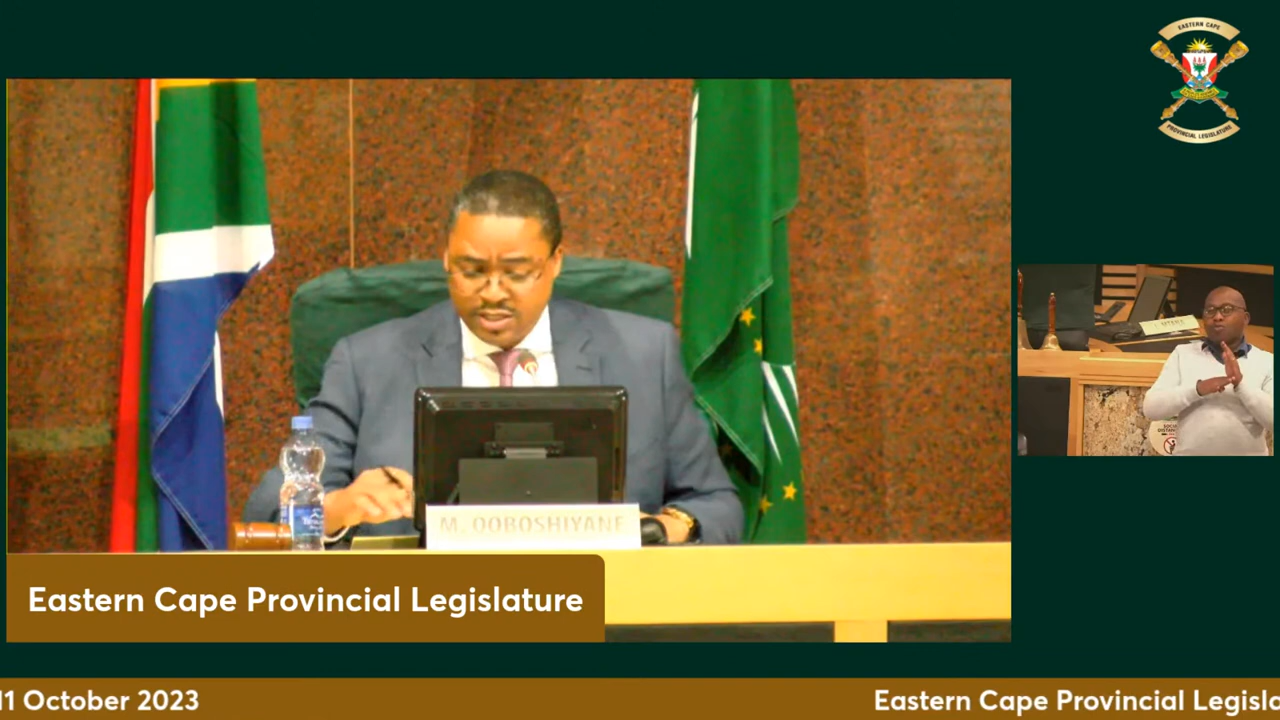 EASTERN CAPE
PROVINCIAL LEGISLATURE
M. QOBOSHIYANE
Eastern Cape Provincial Legislature
11 October 2023
Eastern Cape Provincial Legisla